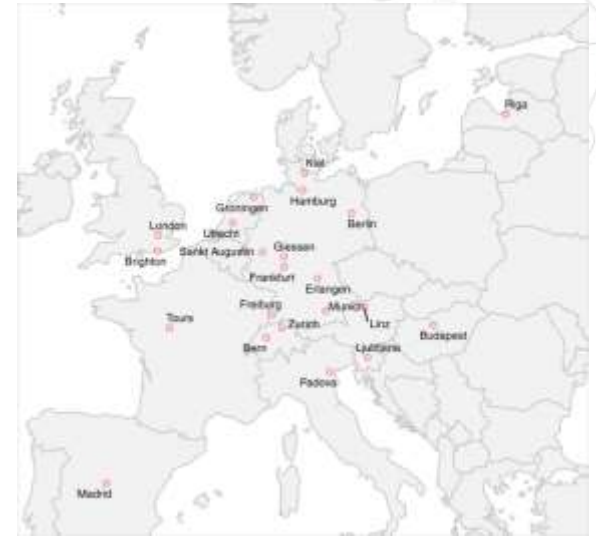 Riga
Kiel
Hamburg
Groningen
Berlin
London
Utrecht
Giessen
Sankt Augustin
Brighton
Frankfurt
Erlangen
Freiburg
Munich
Tours
Zurich
Linz
Budapest
Bern
Ljubljana
Padova
Madrid